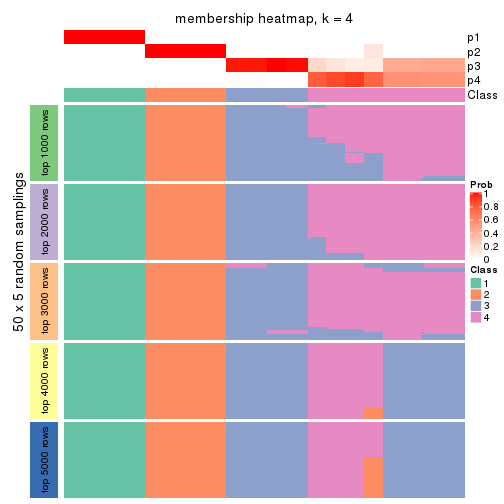 membership heatmap, k = 4
p1
p2
p3
p4
Class
50 x 5 random samplings
top 1000 rows
top 2000 rows
top 3000 rows
top 4000 rows
top 5000 rows
Prob
1
0.8
0.6
0.4
0.2
0
Class
1
2
3
4